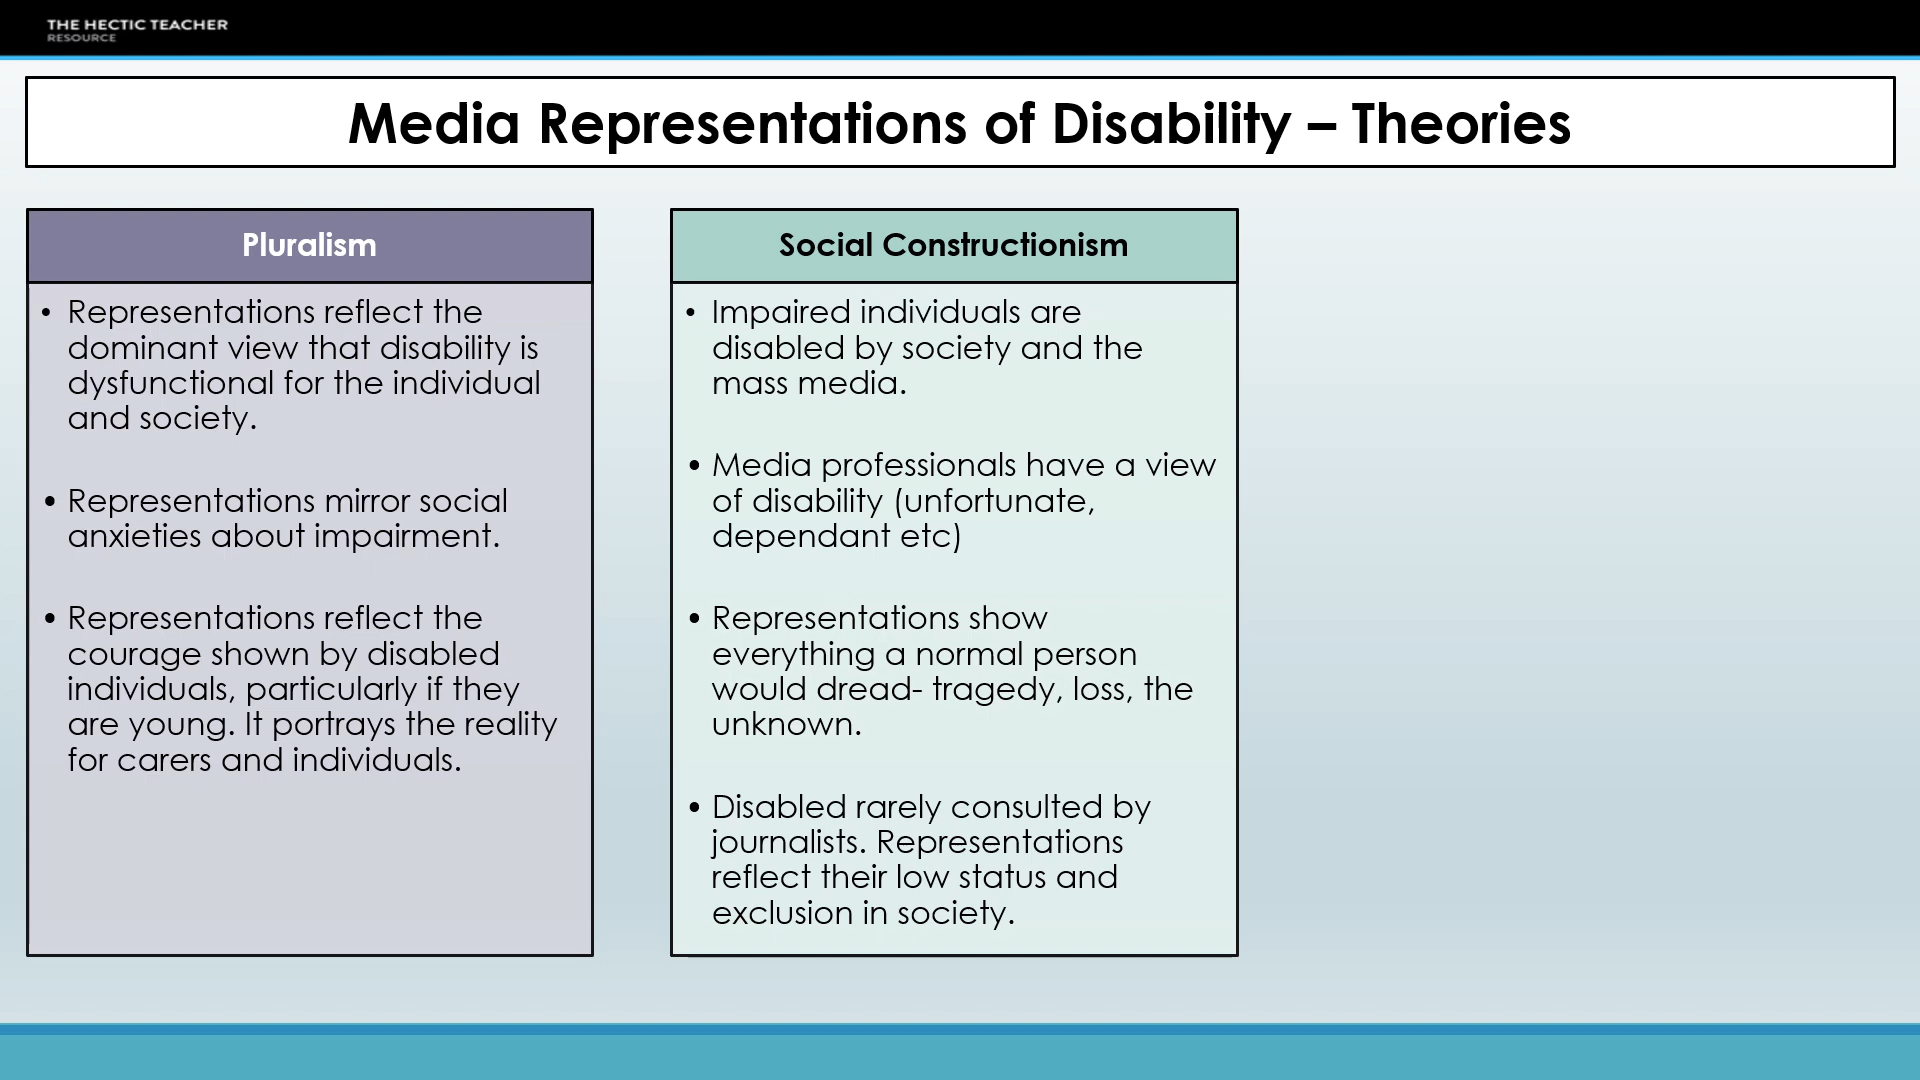 THE HECTIC TEACHER
RESOURCE
Media Representations of Disability – Theories
Pluralism
• Representations reflect the
dominant view that disability is
dysfunctional for the individual
and society.
• Representations mirror social
anxieties about impairment.
• Representations reflect the
courage shown by disabled
individuals, particularly if they
are young. It portrays the reality
for carers and individuals.
Social Constructionism
• Impaired individuals are
disabled by society and the
mass media.
• Media professionals have a view
of disability (unfortunate,
dependant etc)
• Representations show
everything a normal person
would dread- tragedy, loss, the
unknown.
• Disabled rarely consulted by
journalists. Representations
reflect their low status and
exclusion in society.